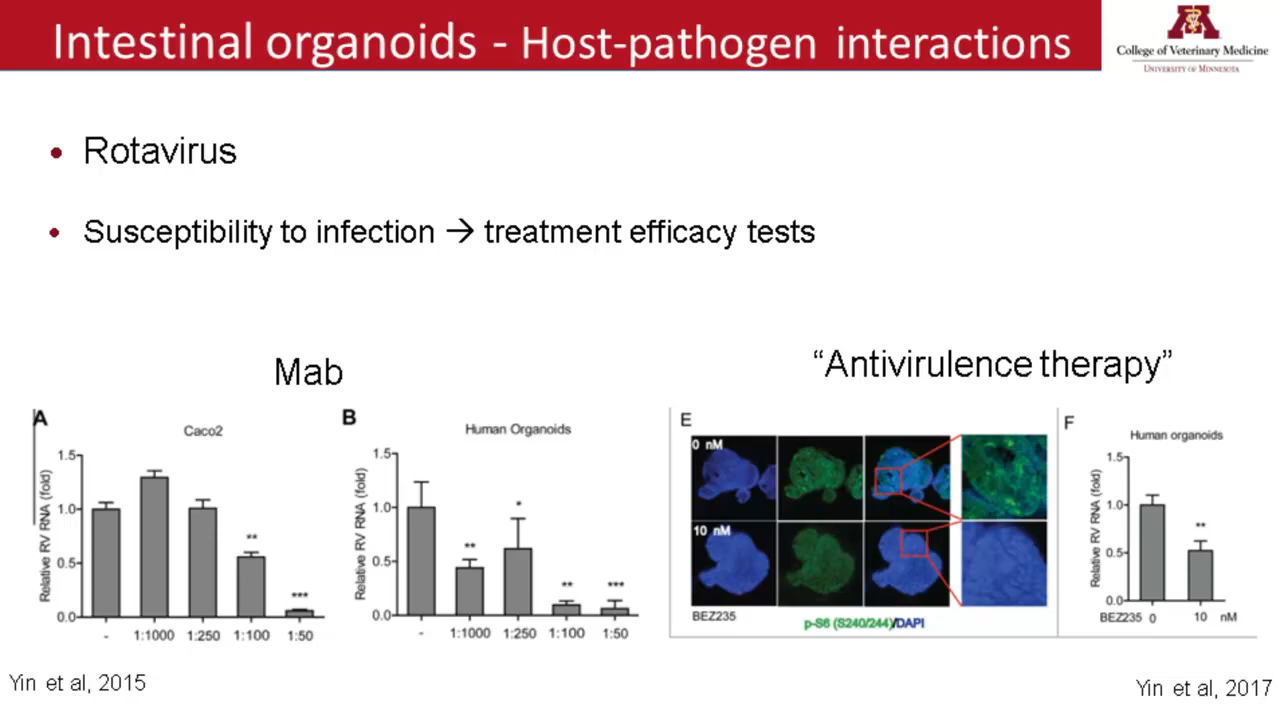 Intestinal organoids - Host-pathogen interactions
College of Veterinary Medicine
UNIVERSITY OF MINNESOTA
• Rotavirus
• Susceptibility to infection → treatment efficacy tests
Mab
“Antivirulence therapy”
A
Caco2
Relative RV RNA (fold)
1.5
1.0
0.5
0.0
**
***
- 1:1000 1:250 1:100 1:50
B
Human Organoids
Relative RV RNA (fold)
1.5
1.0
0.5
0.0
**
*
**
***
- 1:1000 1:250 1:100 1:50
E
0 nM
10 nM
BEZ235
p-S6 (S240/244)/DAPI
F
Human organoids
Relative RV RNA (fold)
1.5
1.0
0.5
0.0
**
BEZ235 0 10 nM
Yin et al, 2015
Yin et al, 2017